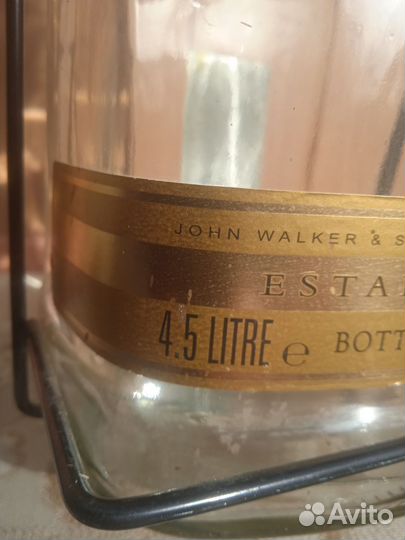 JOHN WALKER & S
ESTA
4.5 LITRE ℮ BOTT
Avito